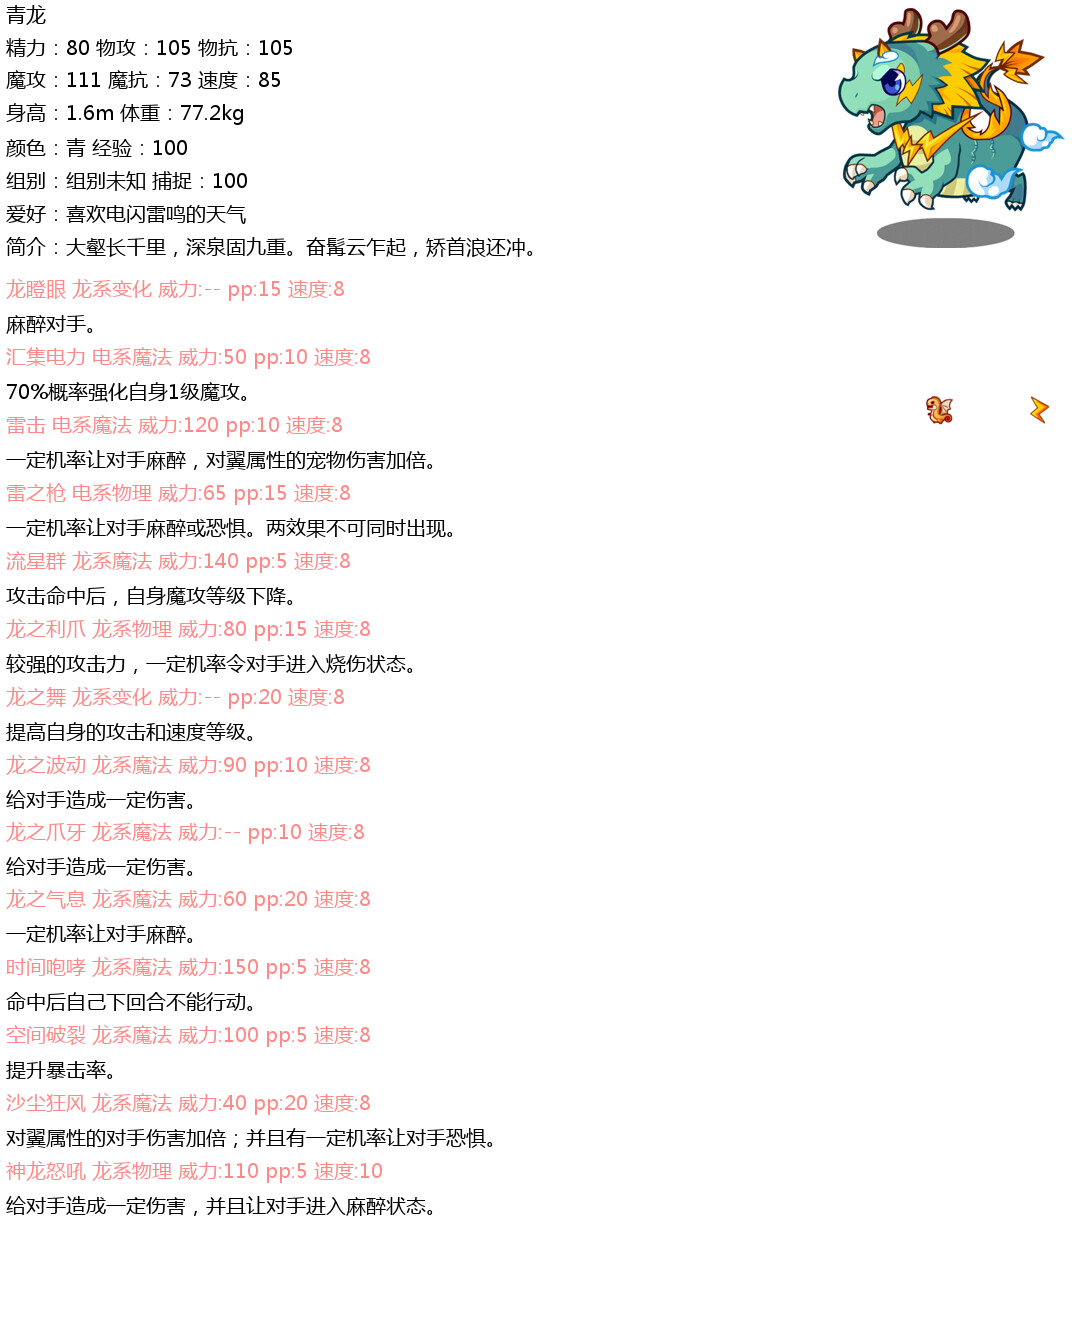 青龙
精力：80 物攻：105 物抗：105
魔攻：111 魔抗：73 速度：85
身高：1.6m 体重：77.2kg
颜色：青 经验：100
组别：组别未知 捕捉：100
爱好：喜欢电闪雷鸣的天气
简介：大壑长千里，深泉固九重。奋髯云乍起，矫首浪还冲。
龙瞪眼 龙系变化 威力:-- pp:15 速度:8
麻醉对手。
汇集电力 电系魔法 威力:50 pp:10 速度:8
70%概率强化自身1级魔攻。
雷击 电系魔法 威力:120 pp:10 速度:8
一定机率让对手麻醉，对翼属性的宠物伤害加倍。
雷之枪 电系物理 威力:65 pp:15 速度:8
一定机率让对手麻醉或恐惧。两效果不可同时出现。
流星群 龙系魔法 威力:140 pp:5 速度:8
攻击命中后，自身魔攻等级下降。
龙之利爪 龙系物理 威力:80 pp:15 速度:8
较强的攻击力，一定机率令对手进入烧伤状态。
龙之舞 龙系变化 威力:-- pp:20 速度:8
提高自身的攻击和速度等级。
龙之波动 龙系魔法 威力:90 pp:10 速度:8
给对手造成一定伤害。
龙之爪牙 龙系魔法 威力:-- pp:10 速度:8
给对手造成一定伤害。
龙之气息 龙系魔法 威力:60 pp:20 速度:8
一定机率让对手麻醉。
时间咆哮 龙系魔法 威力:150 pp:5 速度:8
命中后自己下回合不能行动。
空间破裂 龙系魔法 威力:100 pp:5 速度:8
提升暴击率。
沙尘狂风 龙系魔法 威力:40 pp:20 速度:8
对翼属性的对手伤害加倍；并且有一定机率让对手恐惧。
神龙怒吼 龙系物理 威力:110 pp:5 速度:10
给对手造成一定伤害，并且让对手进入麻醉状态。